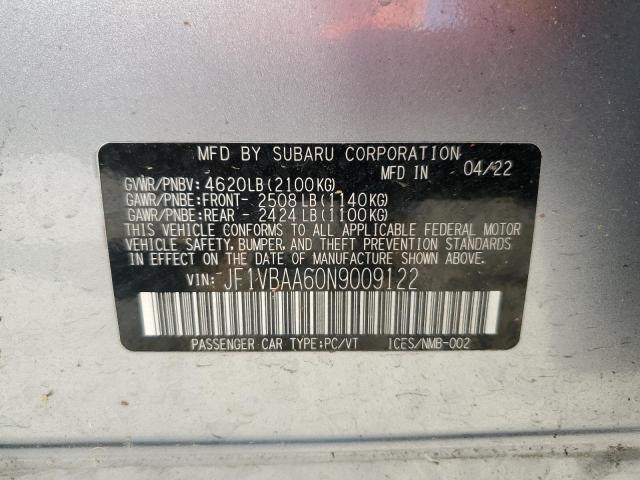 MFD BY SUBARU CORPORATION
MFD IN 04/22
GVWR/PNBV: 4620LB(2100KG)
GAWR/PNBE:FRONT- 2508LB(1140KG)
GAWR/PNBE:REAR - 2424LB(1100KG)
THIS VEHICLE CONFORMS TO ALL APPLICABLE FEDERAL MOTOR
VEHICLE SAFETY, BUMPER, AND THEFT PREVENTION STANDARDS
IN EFFECT ON THE DATE OF MANUFACTURE SHOWN ABOVE.
VIN: JF1VBAA60N9009122
PASSENGER CAR TYPE:PC/VT ICES/NMB-002